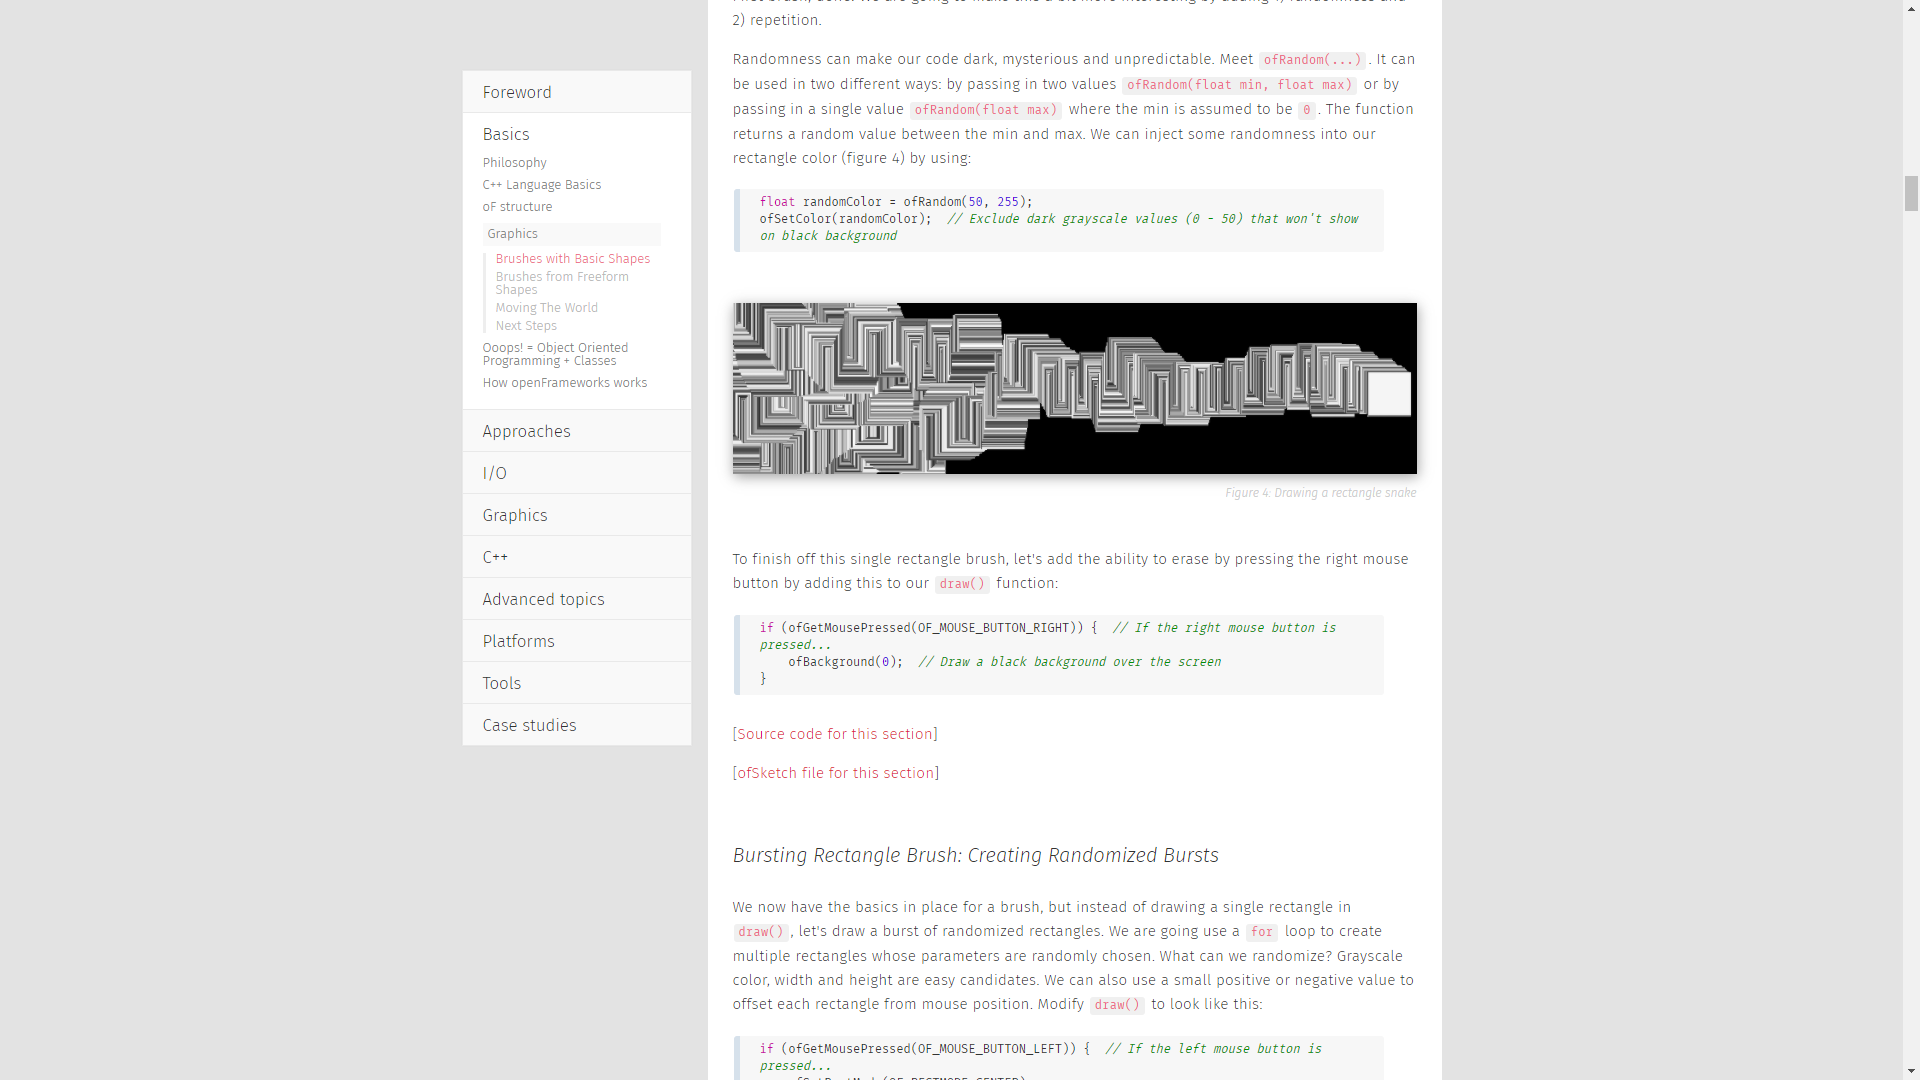 Foreword
Basics
Philosophy
C++ Language Basics
oF structure
Graphics
Brushes with Basic Shapes
Brushes from Freeform
Shapes
Moving The World
Next Steps
Ooops! = Object Oriented
Programming + Classes
How openFrameworks works
Approaches
I/O
Graphics
C++
Advanced topics
Platforms
Tools
Case studies
2) repetition.
Randomness can make our code dark, mysterious and unpredictable. Meet ofRandom(...). It can
be used in two different ways: by passing in two values ofRandom(float min, float max) or by
passing in a single value ofRandom(float max) where the min is assumed to be 0. The function
returns a random value between the min and max. We can inject some randomness into our
rectangle color (figure 4) by using:
float randomColor = ofRandom(50, 255);
ofSetColor(randomColor);  // Exclude dark grayscale values (0 - 50) that won't show
on black background
Figure 4: Drawing a rectangle snake
To finish off this single rectangle brush, let's add the ability to erase by pressing the right mouse
button by adding this to our draw() function:
if (ofGetMousePressed(OF_MOUSE_BUTTON_RIGHT)) {  // If the right mouse button is
pressed...
    ofBackground(0);  // Draw a black background over the screen
}
[Source code for this section]
[ofSketch file for this section]
Bursting Rectangle Brush: Creating Randomized Bursts
We now have the basics in place for a brush, but instead of drawing a single rectangle in
draw(), let's draw a burst of randomized rectangles. We are going use a for loop to create
multiple rectangles whose parameters are randomly chosen. What can we randomize? Grayscale
color, width and height are easy candidates. We can also use a small positive or negative value to
offset each rectangle from mouse position. Modify draw() to look like this:
if (ofGetMousePressed(OF_MOUSE_BUTTON_LEFT)) {  // If the left mouse button is
pressed...